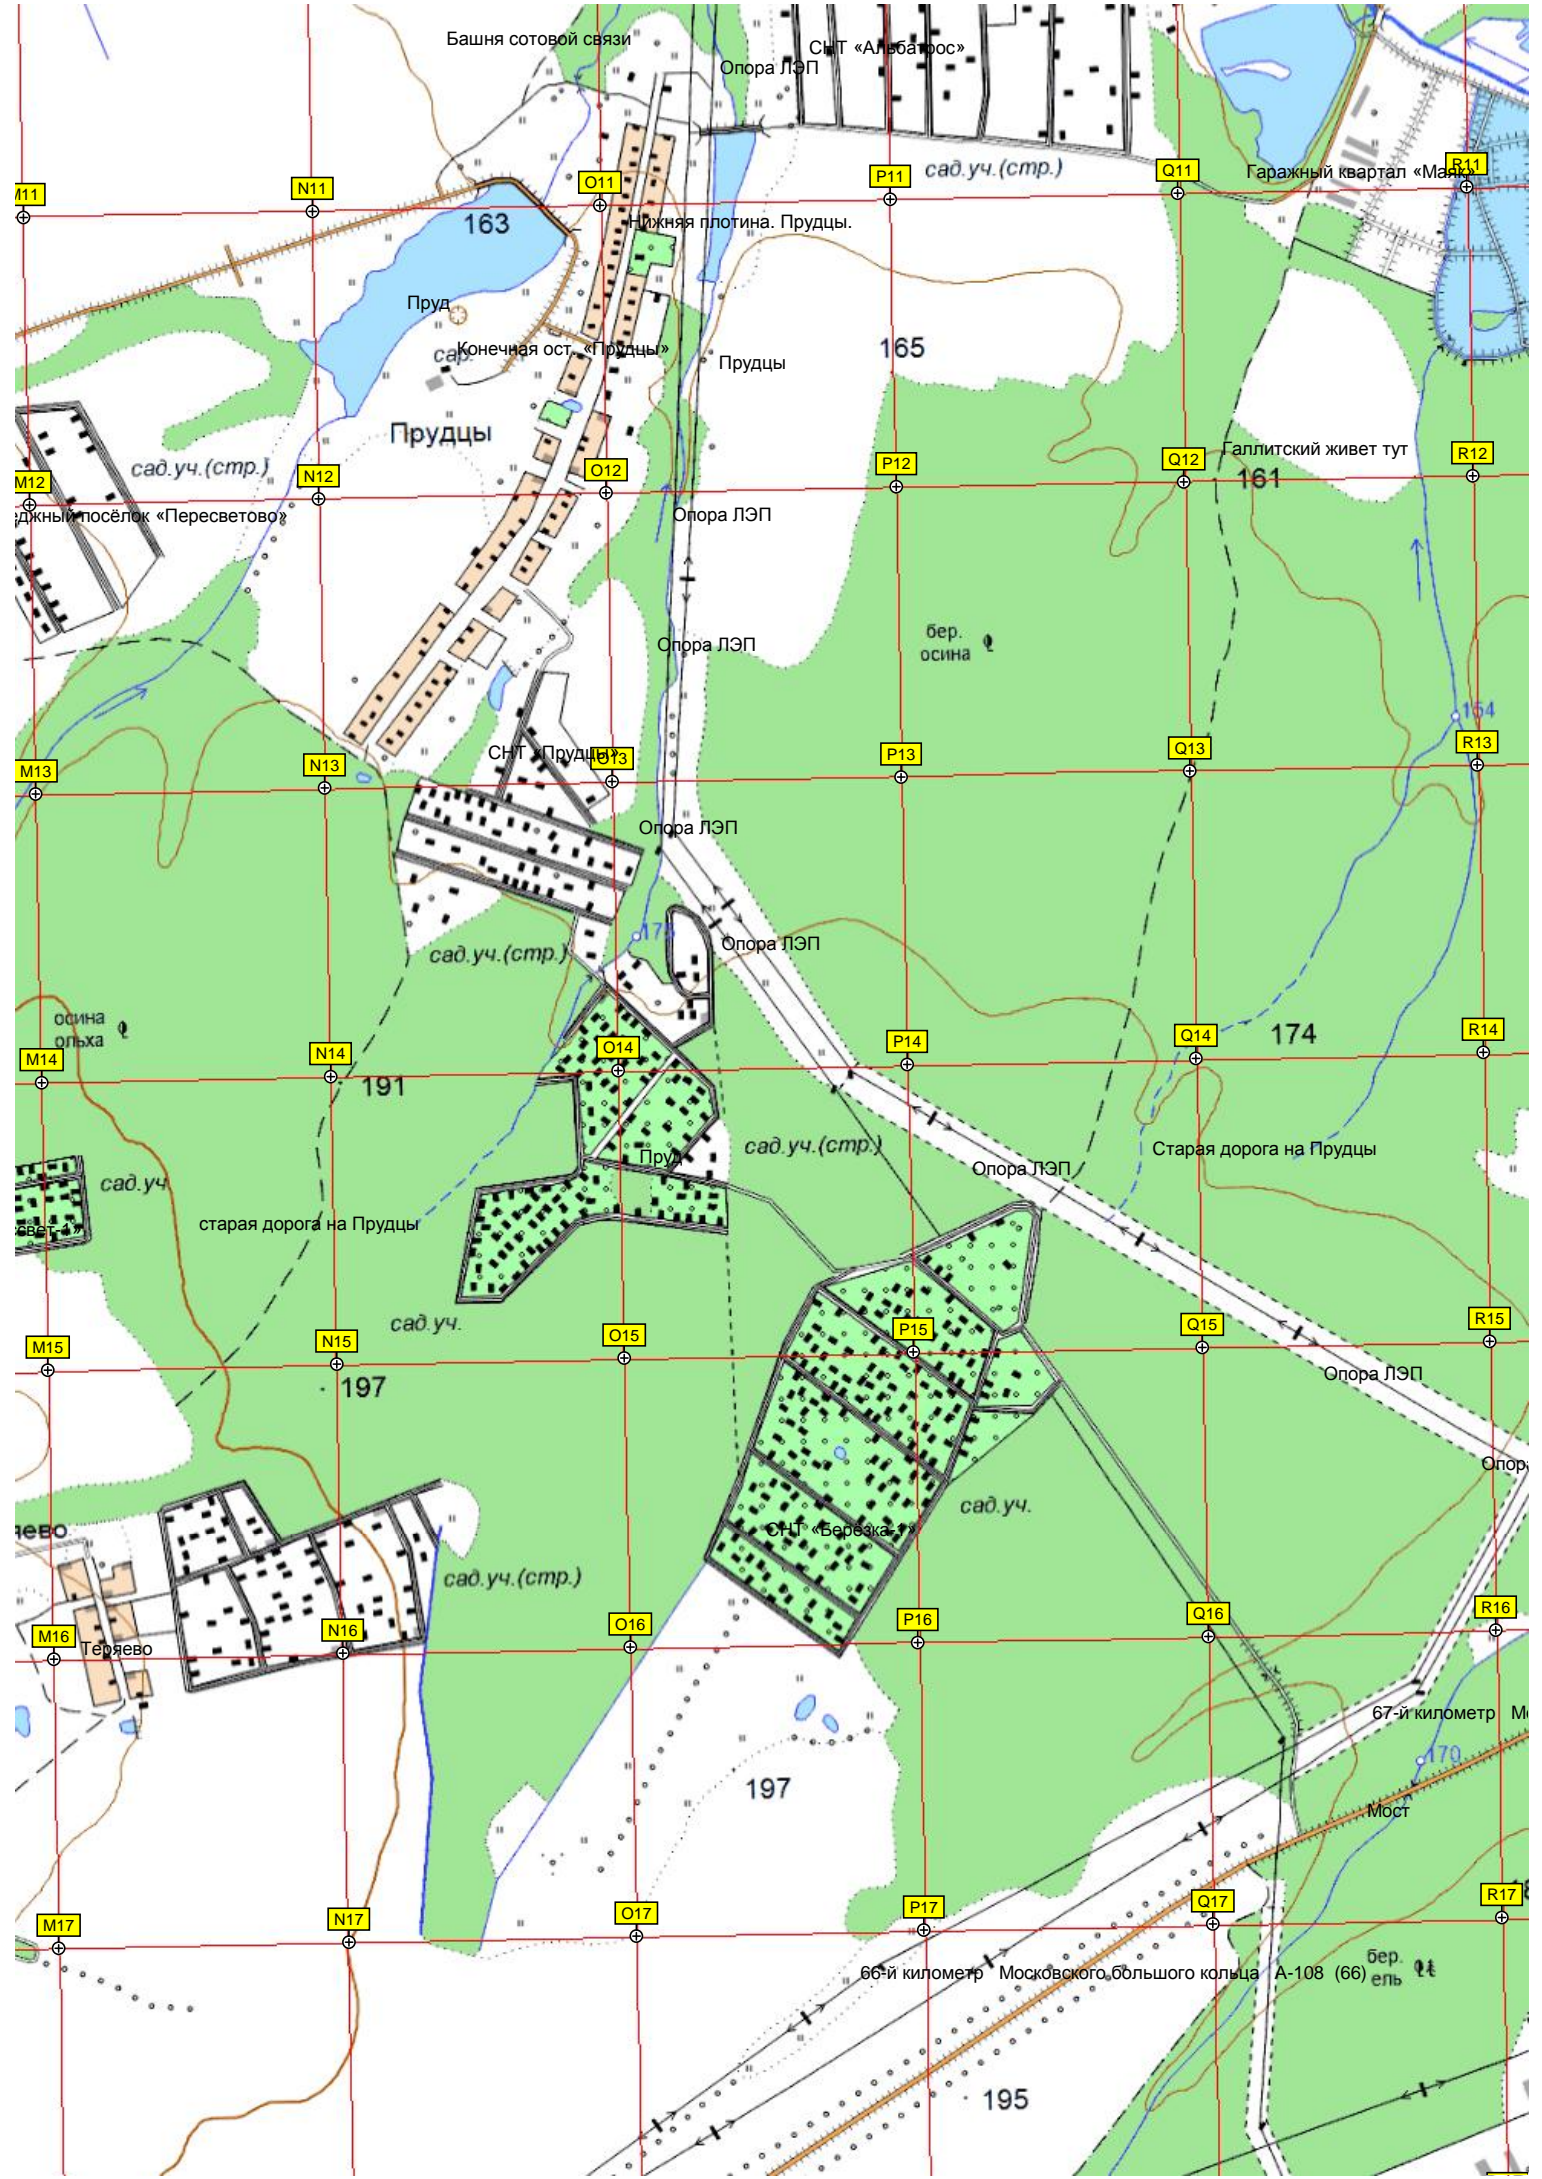 Башня сотовой связи
СНТ «Альбатрос»
Опора ЛЭП
сад.уч.(стр.)
Гаражный квартал «Маяк»
M11
N11
O11
P11
Q11
R11
163
Нижняя плотина. Прудцы.
Пруд
сар.
Конечная ост. «Прудцы»
Прудцы
165
Прудцы
сад.уч.(стр.)
Галлитский живет тут
161
M12
N12
O12
P12
Q12
R12
посёлок «Пересветово»
Опора ЛЭП
бер.
осина
Опора ЛЭП
164
СНТ «Прудцы»
M13
N13
O13
P13
Q13
R13
Опора ЛЭП
175
Опора ЛЭП
сад.уч.(стр.)
осина
ольха
174
M14
N14
O14
P14
Q14
R14
191
сад.уч.(стр.)
Старая дорога на Прудцы
Пруд
Опора ЛЭП
сад.уч.
старая дорога на Прудцы
сад.уч.
M15
N15
O15
P15
Q15
R15
197
Опора ЛЭП
сад.уч.
СНТ «Берёзка-1»
сад.уч.(стр.)
M16
N16
O16
P16
Q16
R16
Теряево
67-й километр
170
197
Мост
M17
N17
O17
P17
Q17
R17
66-й километр Московского большого кольца А-108 (66)
бер.
ель
195